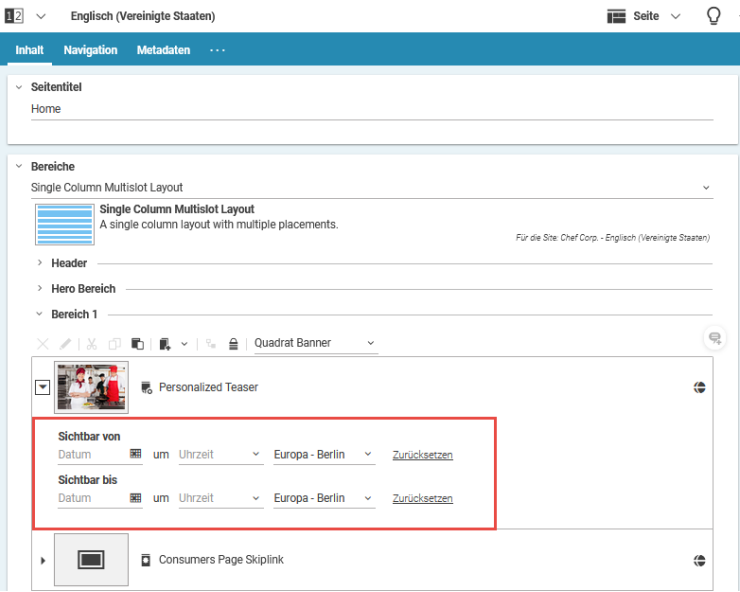 12 Englisch (Vereinigte Staaten) Seite
Inhalt Navigation Metadaten ...
Seitentitel
Home
Bereiche
Single Column Multislot Layout
Single Column Multislot Layout
A single column layout with multiple placements.
Für die Site: Chef Corp. - Englisch (Vereinigte Staaten)
Header
Hero Bereich
Bereich 1
Quadrat Banner
Personalized Teaser
Sichtbar von
Datum um Uhrzeit Europa - Berlin Zurücksetzen
Sichtbar bis
Datum um Uhrzeit Europa - Berlin Zurücksetzen
Consumers Page Skiplink